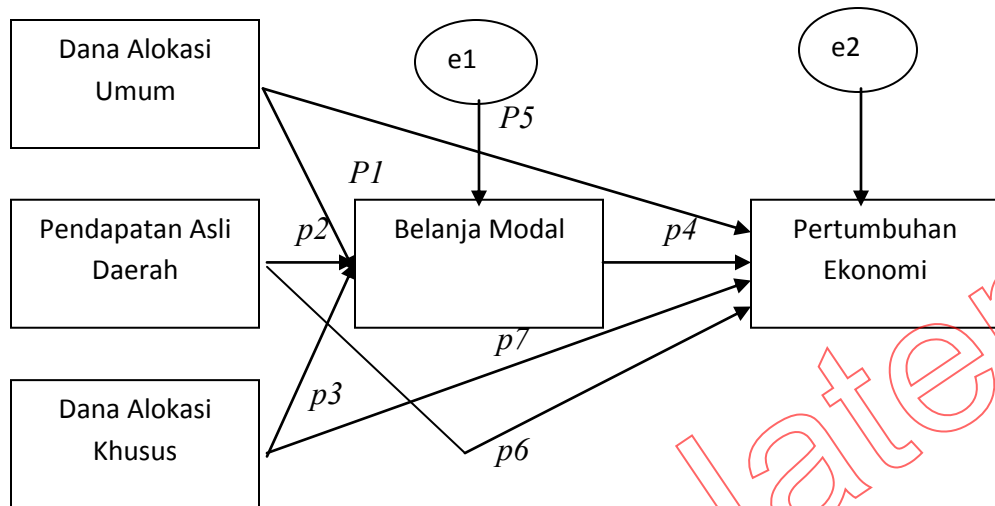 Dana Alokasi
Umum
e1
e2
P5
P1
Pendapatan Asli
Daerah
p2
Belanja Modal
p4
Pertumbuhan
Ekonomi
p7
Dana Alokasi
Khusus
p3
p6